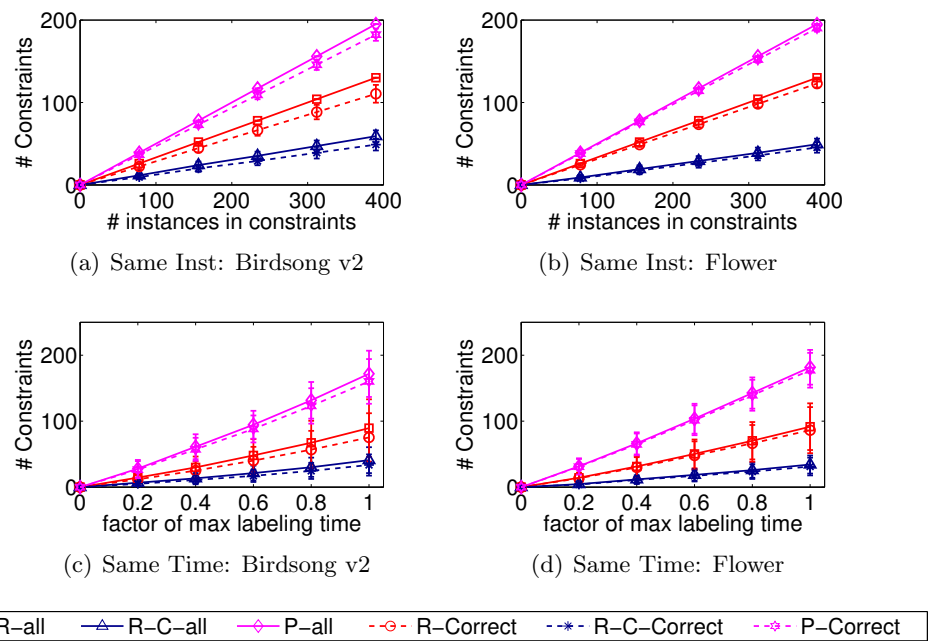 200
100
0
# Constraints
0 100 200 300 400
# instances in constraints
(a) Same Inst: Birdsong v2
200
100
0
# Constraints
0 100 200 300 400
# instances in constraints
(b) Same Inst: Flower
200
100
0
# Constraints
0 0.2 0.4 0.6 0.8 1
factor of max labeling time
(c) Same Time: Birdsong v2
200
100
0
# Constraints
0 0.2 0.4 0.6 0.8 1
factor of max labeling time
(d) Same Time: Flower
R-all R-C-all P-all R-Correct R-C-Correct P-Correct